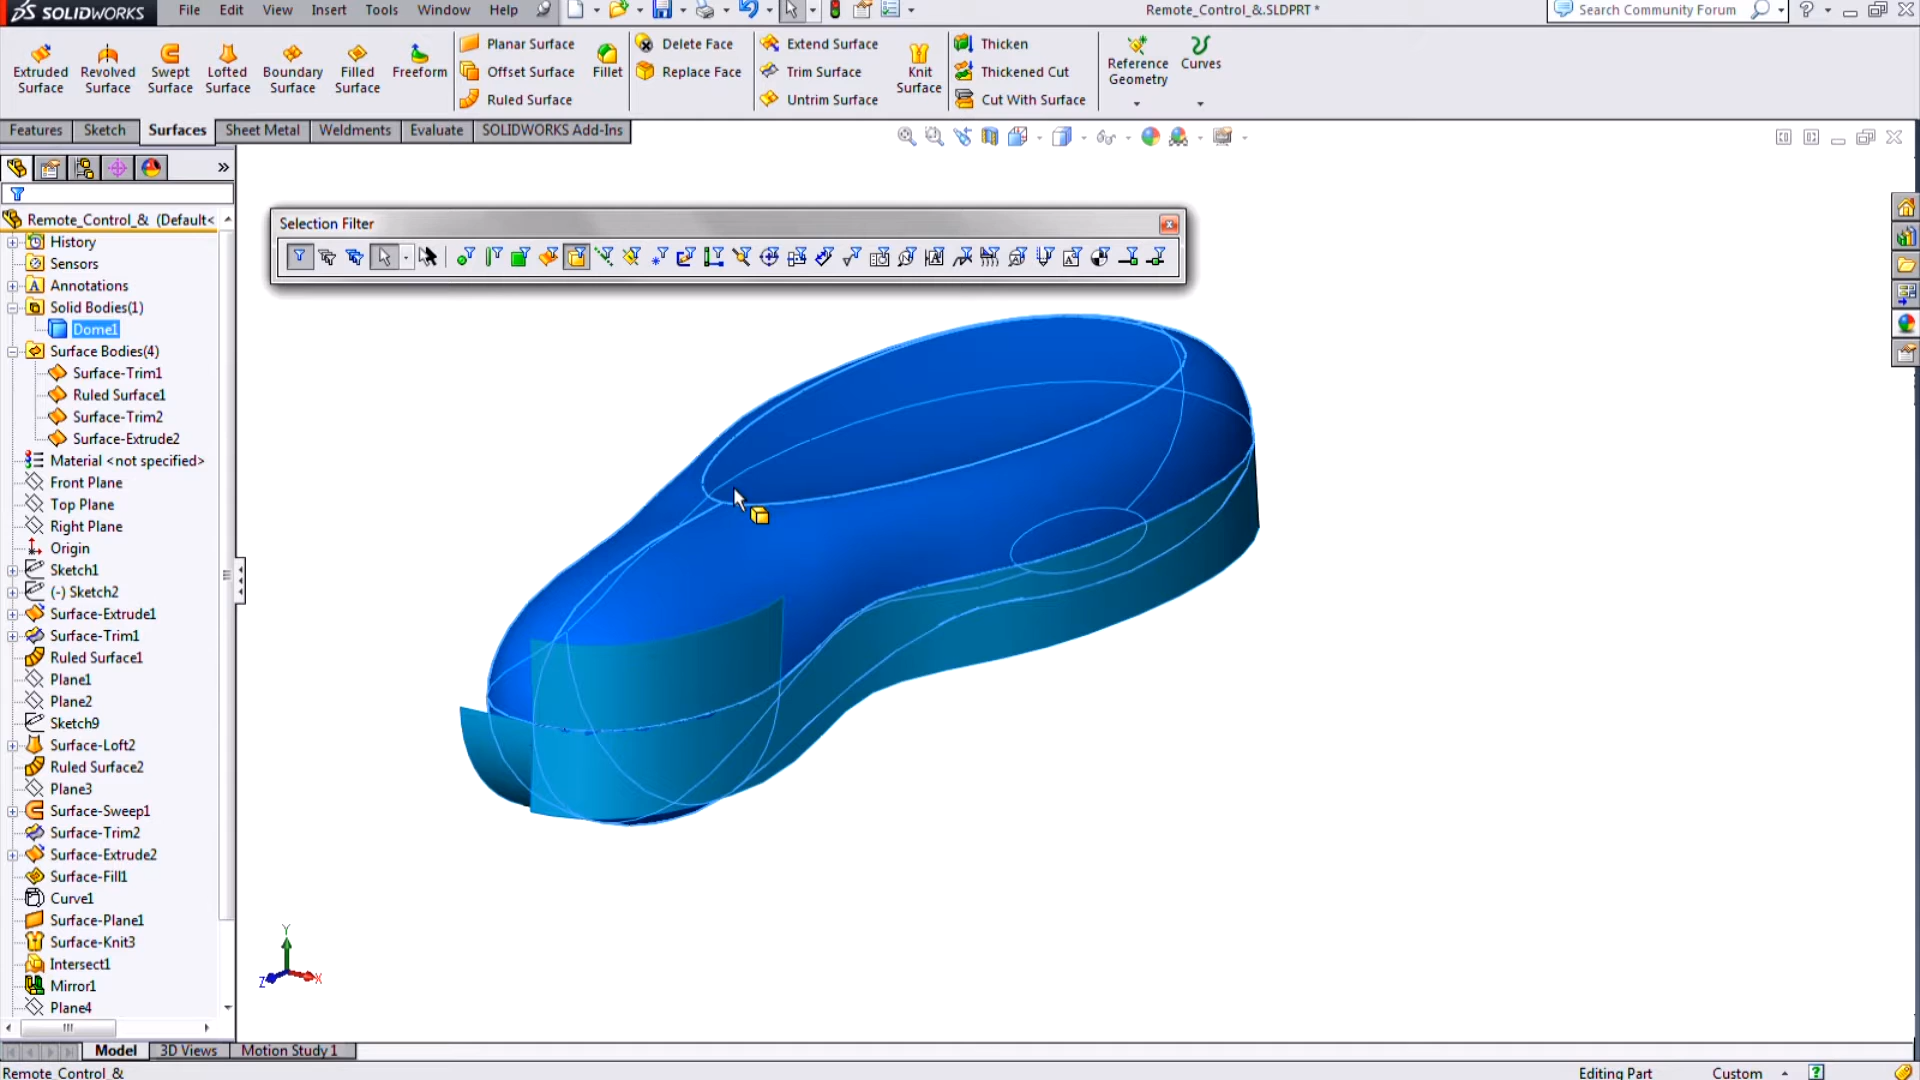 SOLIDWORKS
File Edit View Insert Tools Window Help
Remote_Control_&.SLDPRT *
Search Community Forum
Extruded Surface
Revolved Surface
Swept Surface
Lofted Surface
Boundary Surface
Filled Surface
Freeform
Planar Surface
Offset Surface
Ruled Surface
Fillet
Delete Face
Replace Face
Extend Surface
Trim Surface
Untrim Surface
Knit Surface
Thicken
Thickened Cut
Cut With Surface
Reference Geometry
Curves
Features Sketch Surfaces Sheet Metal Weldments Evaluate SOLIDWORKS Add-Ins
Selection Filter
Remote_Control_& (Default<
History
Sensors
Annotations
Solid Bodies(1)
Dome1
Surface Bodies(4)
Surface-Trim1
Ruled Surface1
Surface-Trim2
Surface-Extrude2
Material <not specified>
Front Plane
Top Plane
Right Plane
Origin
Sketch1
(-) Sketch2
Surface-Extrude1
Surface-Trim1
Ruled Surface1
Plane1
Plane2
Sketch9
Surface-Loft2
Ruled Surface2
Plane3
Surface-Sweep1
Surface-Trim2
Surface-Extrude2
Surface-Fill1
Curve1
Surface-Plane1
Surface-Knit3
Intersect1
Mirror1
Plane4
Y
Z
X
Model 3D Views Motion Study 1
Remote_Control_&
Editing Part
Custom